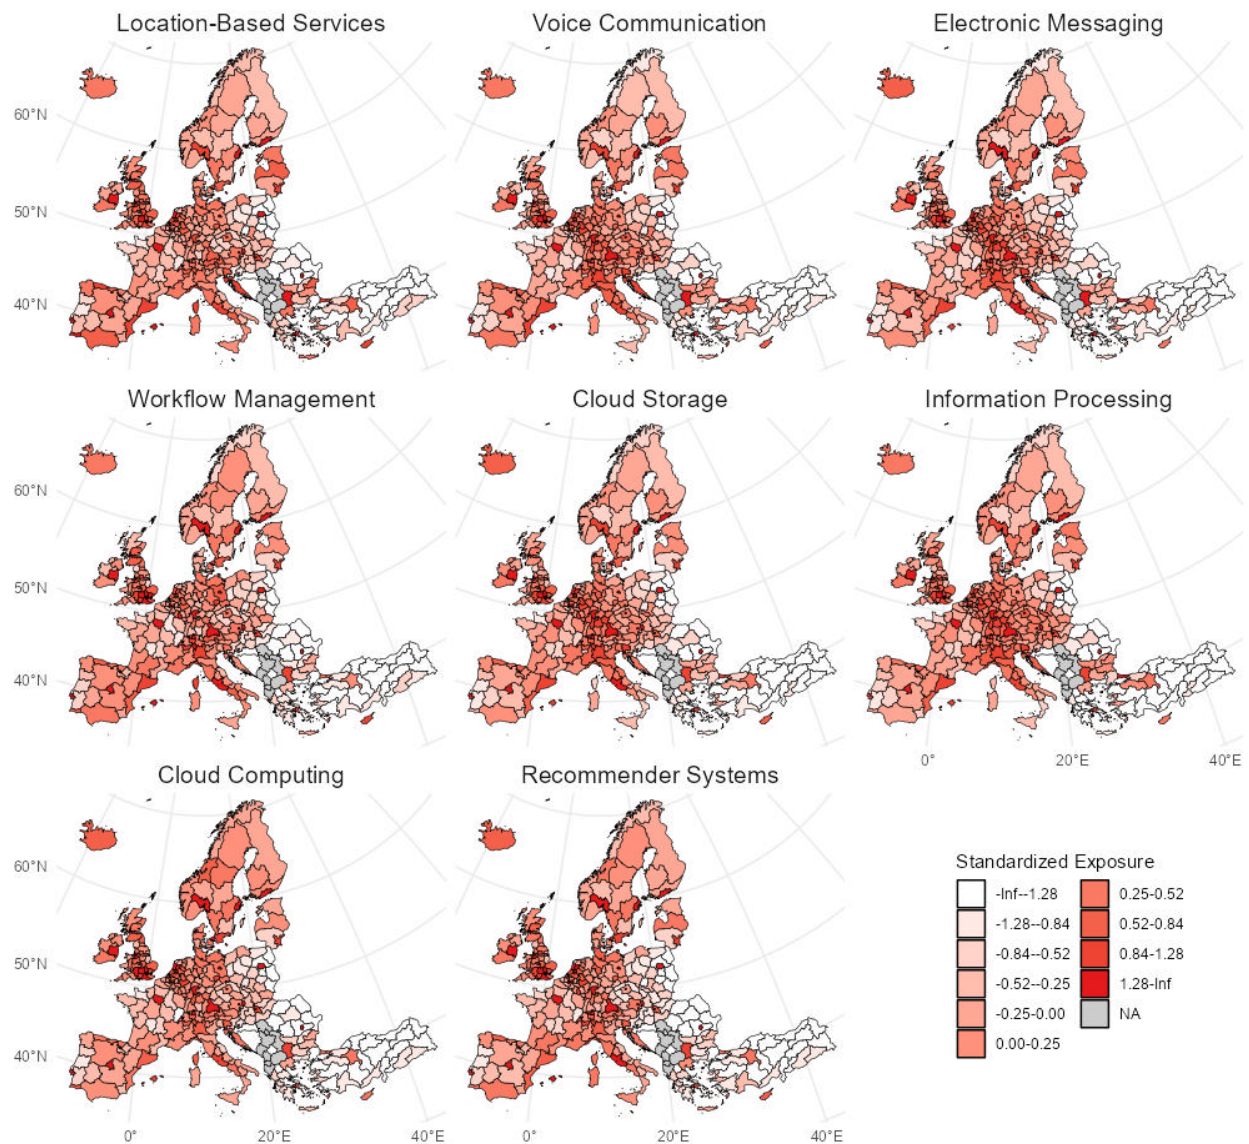 Location-Based Services Voice Communication Electronic Messaging
60°N
50°N
40°N
Workflow Management Cloud Storage Information Processing
60°N
50°N
40°N
0° 20°E 40°E
Cloud Computing Recommender Systems
60°N
50°N
40°N
0° 20°E 40°E 0° 20°E 40°E
Standardized Exposure
-Inf--1.28
-1.28--0.84
-0.84--0.52
-0.52--0.25
-0.25-0.00
0.00-0.25
0.25-0.52
0.52-0.84
0.84-1.28
1.28-Inf
NA